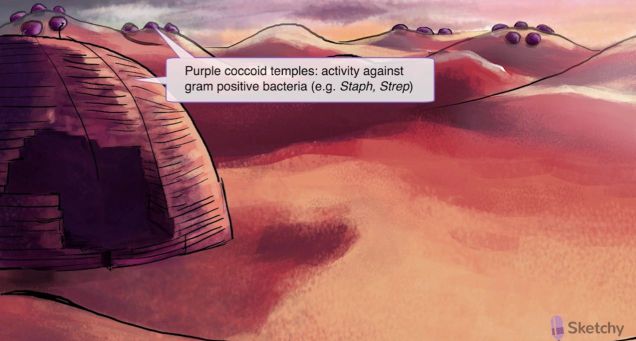 Purple coccoid temples: activity against
gram positive bacteria (e.g. Staph, Strep)
Sketchy